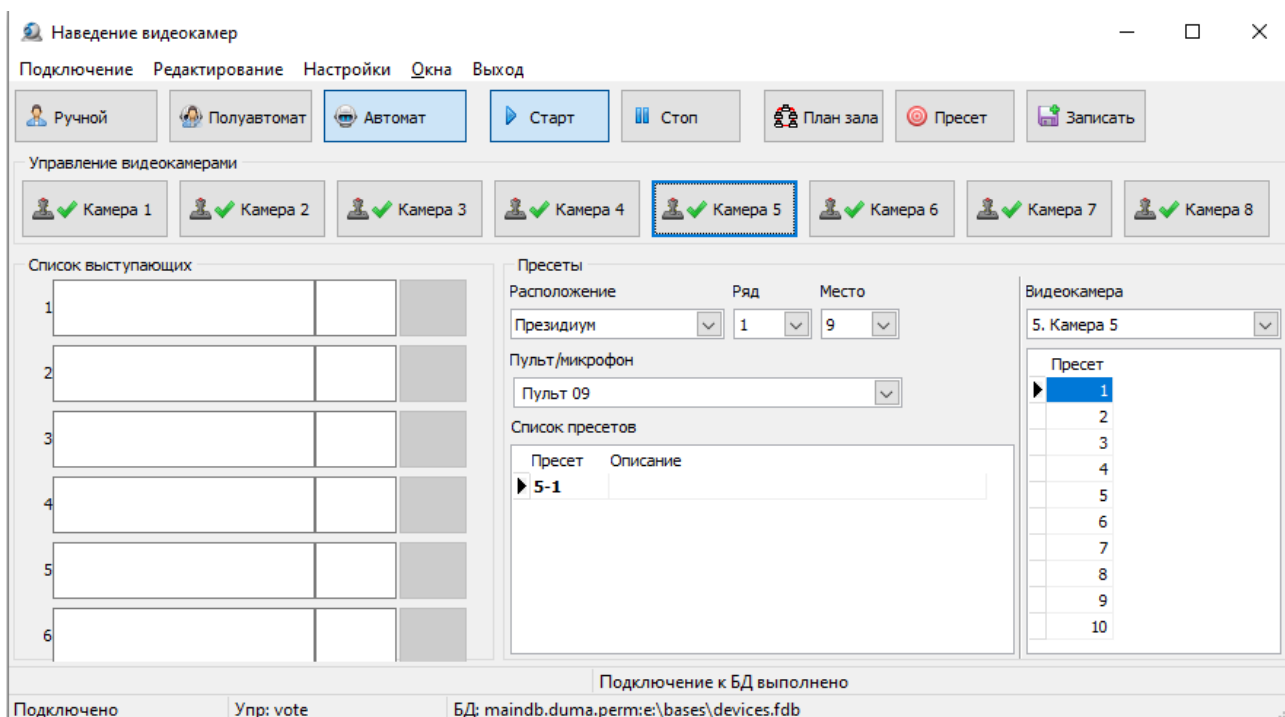 Наведение видеокамер
Подключение Редактирование Настройки Окна Выход
Ручной Полуавтомат Автомат Старт Стоп План зала Пресет Записать
Управление видеокамерами
Камера 1 Камера 2 Камера 3 Камера 4 Камера 5 Камера 6 Камера 7 Камера 8
Список выступающих
1
2
3
4
5
6
Пресеты
Расположение Ряд Место
Президиум 1 9
Пульт/микрофон
Пульт 09
Список пресетов
Пресет Описание
5-1
Видеокамера
5. Камера 5
Пресет
1
2
3
4
5
6
7
8
9
10
Подключение к БД выполнено
Подключено Упр: vote БД: maindb.duma.perm:e:\bases\devices.fdb